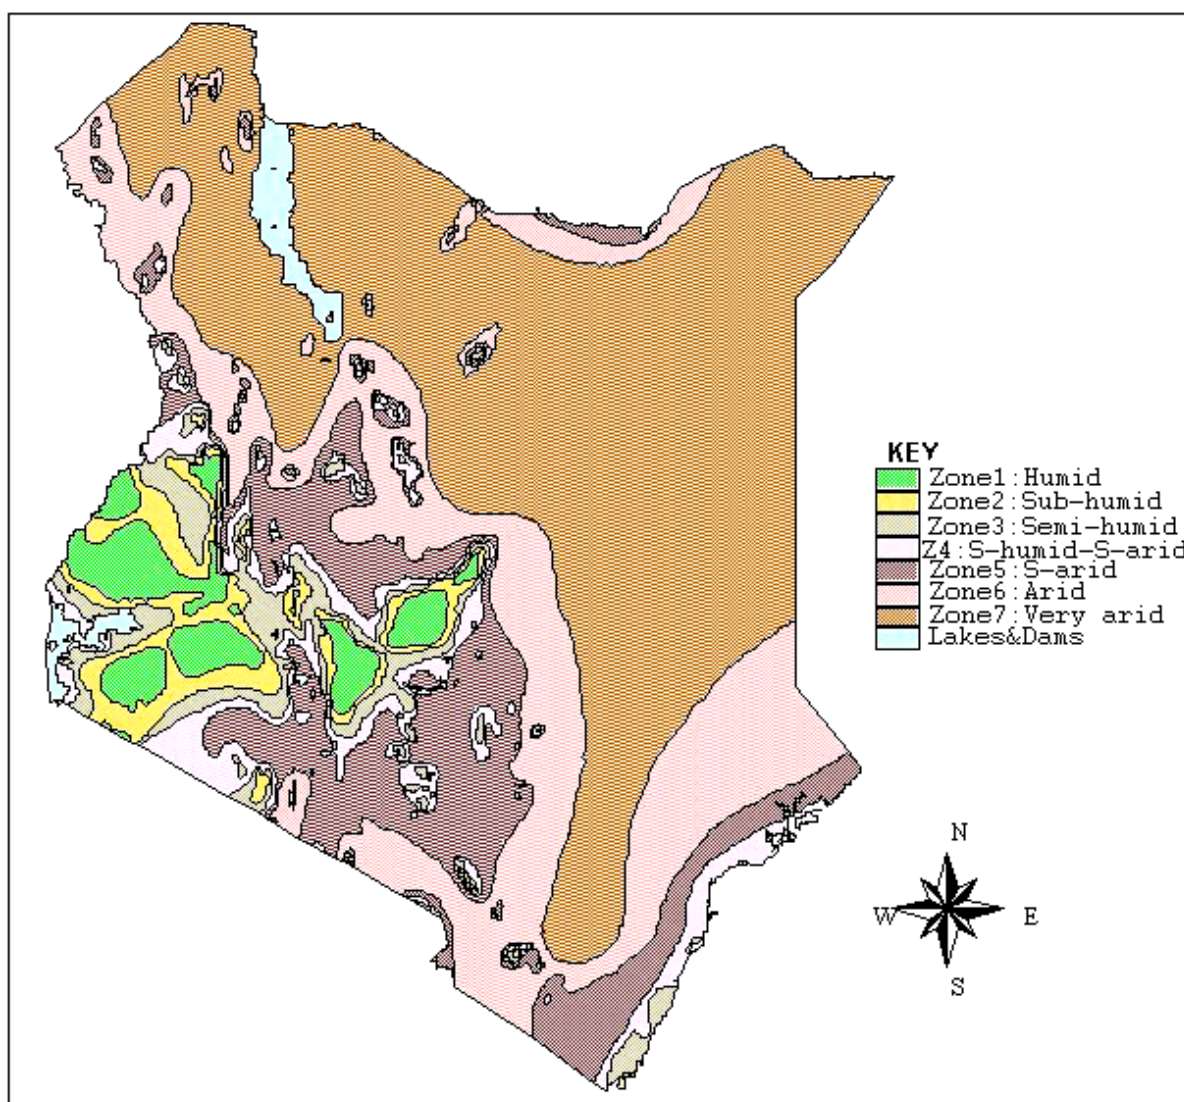 KEY
Zone1:Humid
Zone2:Sub-humid
Zone3:Semi-humid
Z4:S-humid-S-arid
Zone5:S-arid
Zone6:Arid
Zone7:Very arid
Lakes&Dams
N
W
E
S